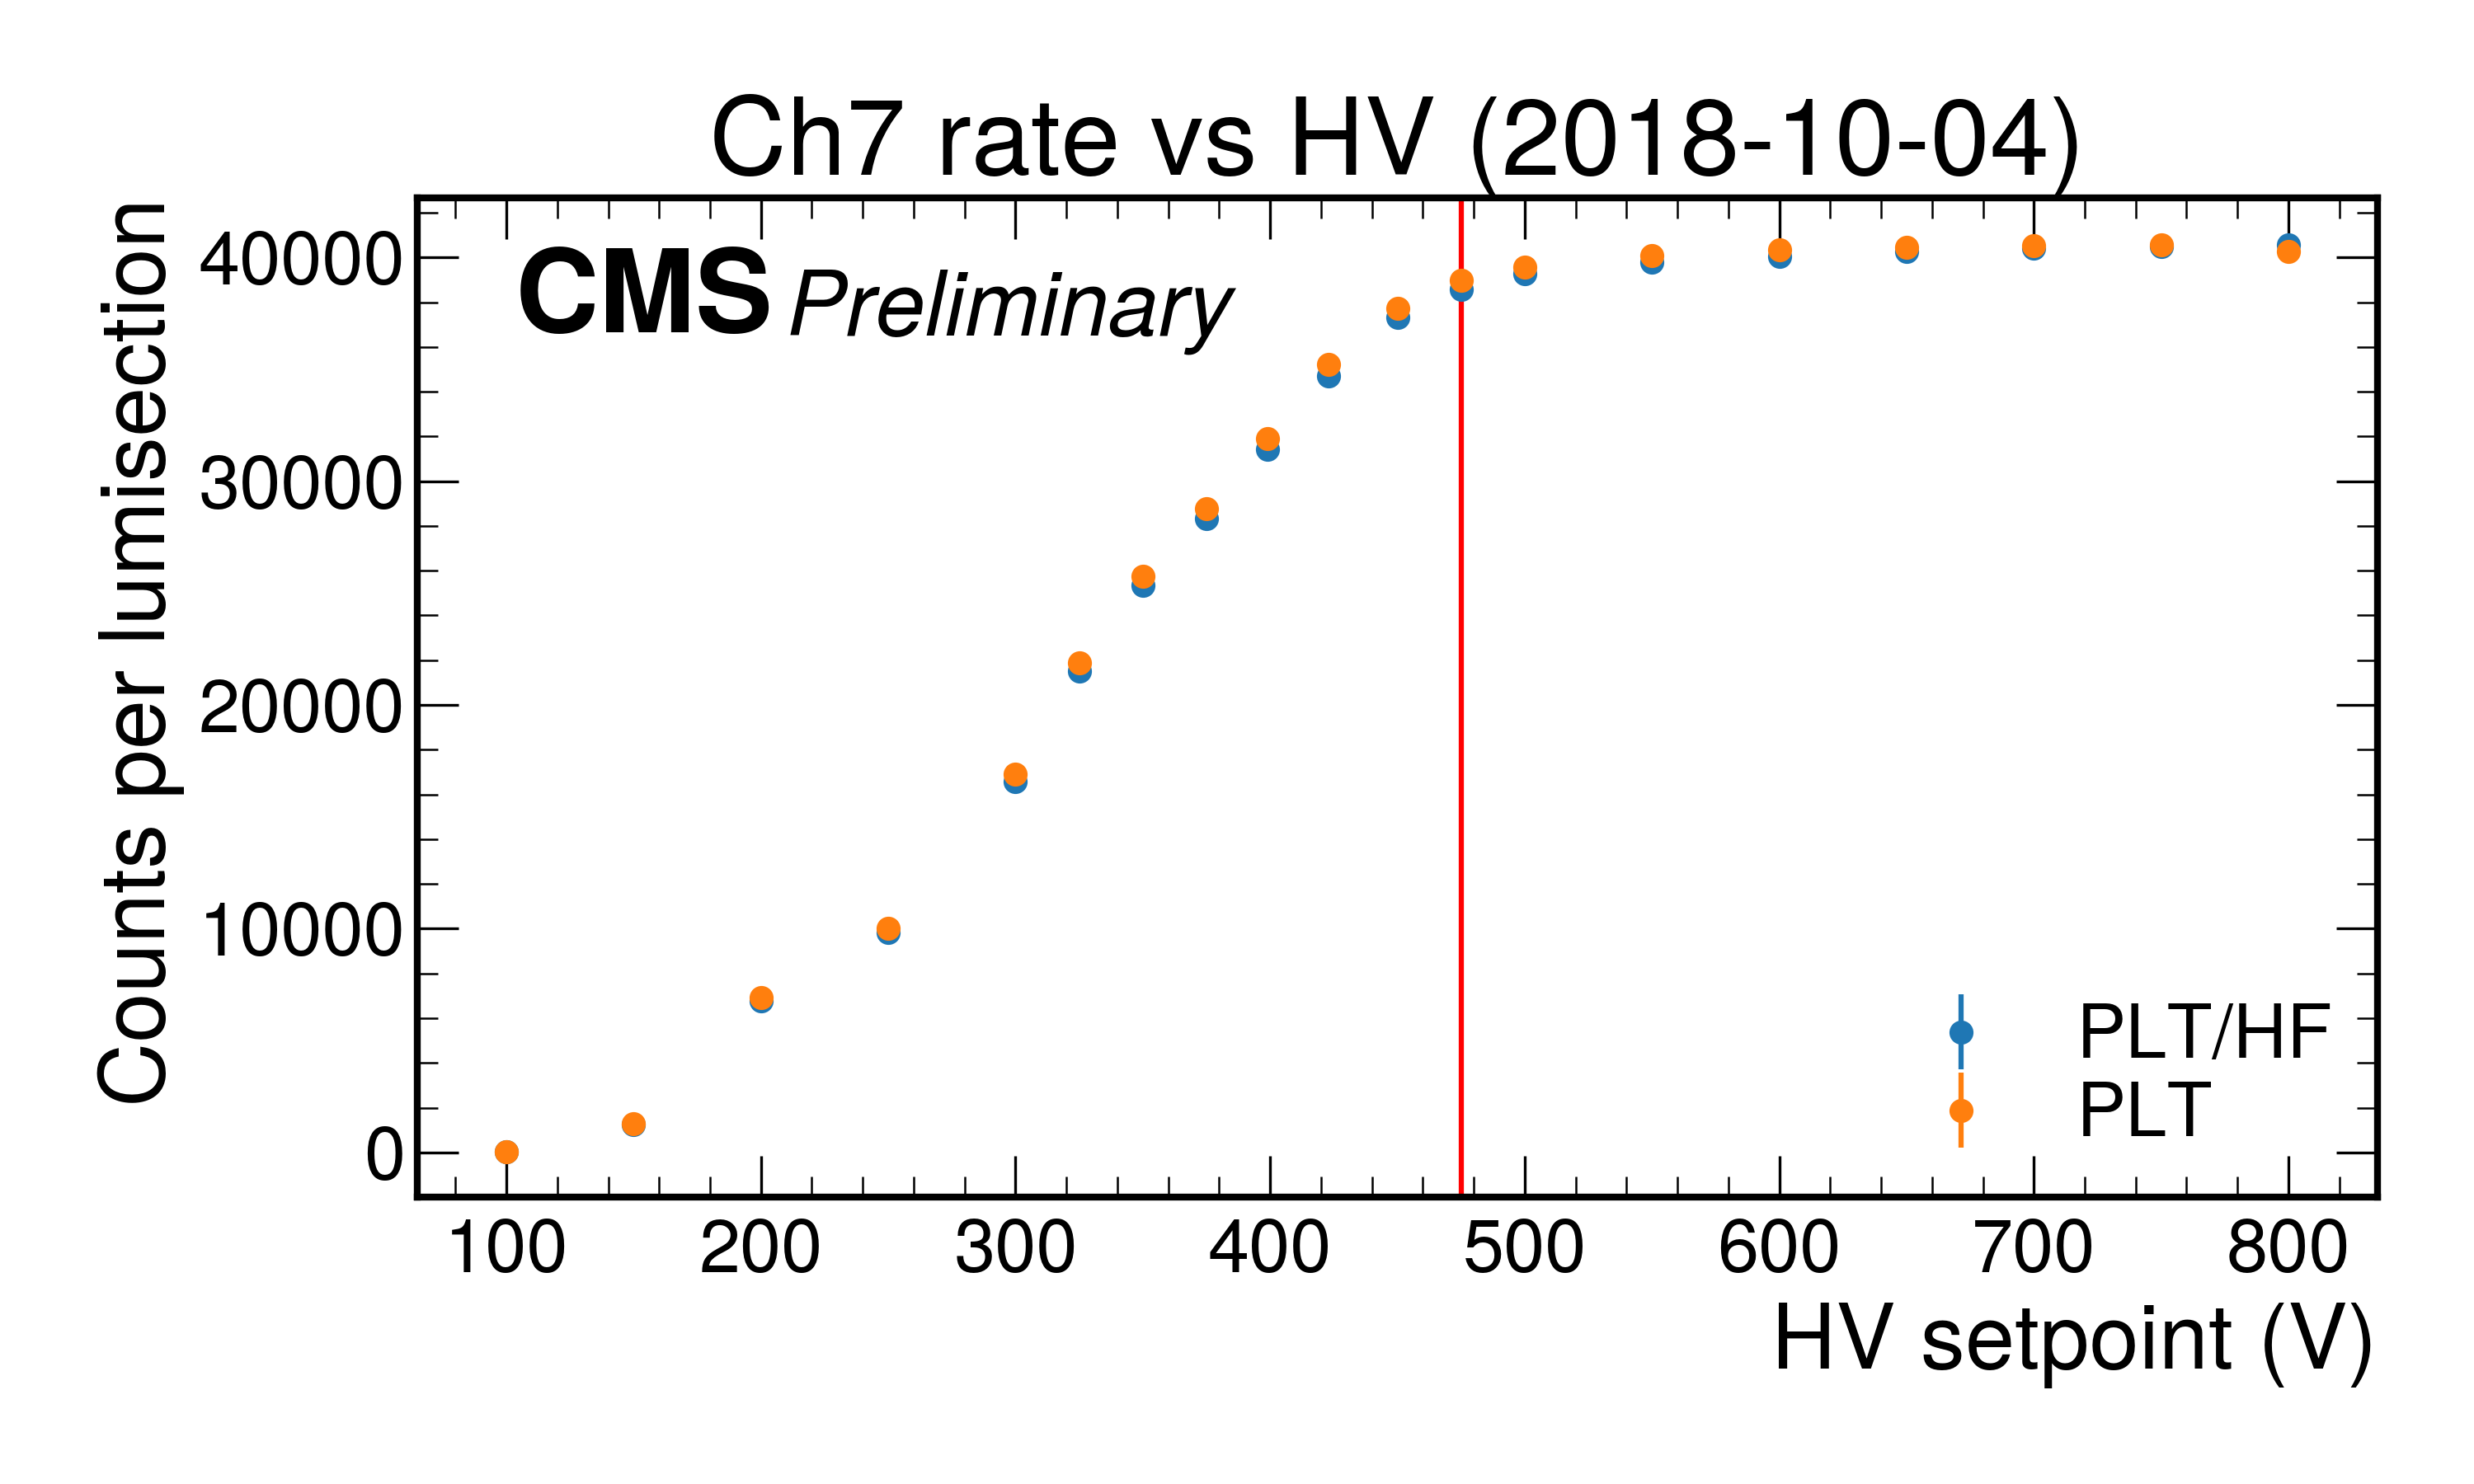 Ch7 rate vs HV (2018-10-04)
CMS Preliminary
Counts per lumisection
40000
30000
20000
10000
0
PLT/HF
PLT
100 200 300 400 500 600 700 800
HV setpoint (V)